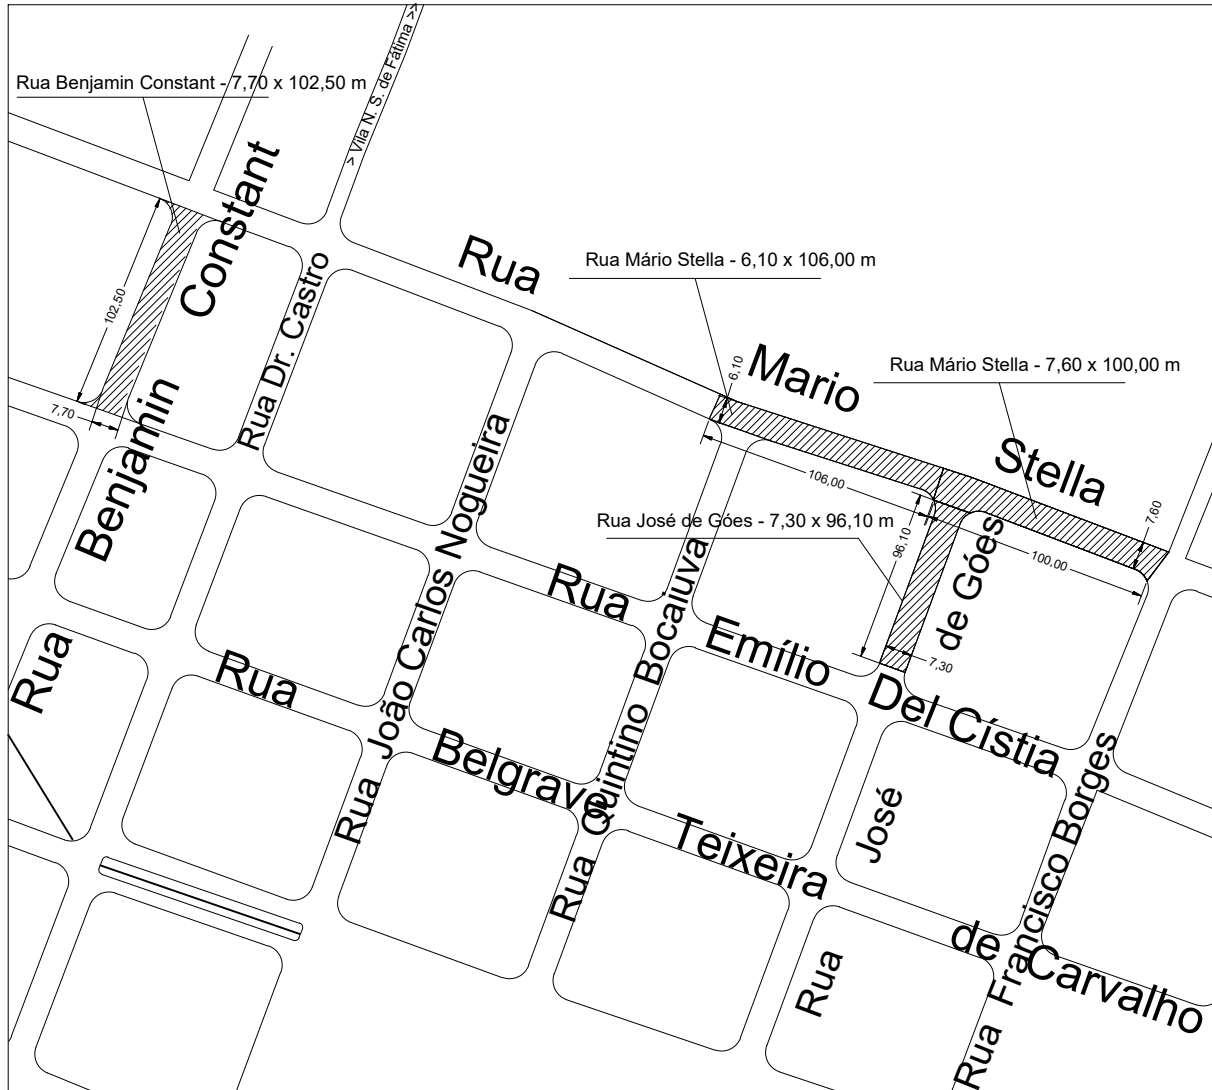 > Vila N. S. de Fátima >>
Rua Benjamin Constant - 7,70 x 102,50 m
Rua Mário Stella - 6,10 x 106,00 m
Rua Mário Stella - 7,60 x 100,00 m
Rua José de Góes - 7,30 x 96,10 m
102,50
7,70
6,10
106,00
96,10
100,00
7,60
7,30
Rua Benjamin Constant
Rua Dr. Castro
Rua Mario Stella
Rua João Carlos Nogueira
Rua Quintino Bocaiuva
Rua Emílio Del Cístia
Rua José de Góes
Rua Belgrave Teixeira de Carvalho
Rua Francisco Borges